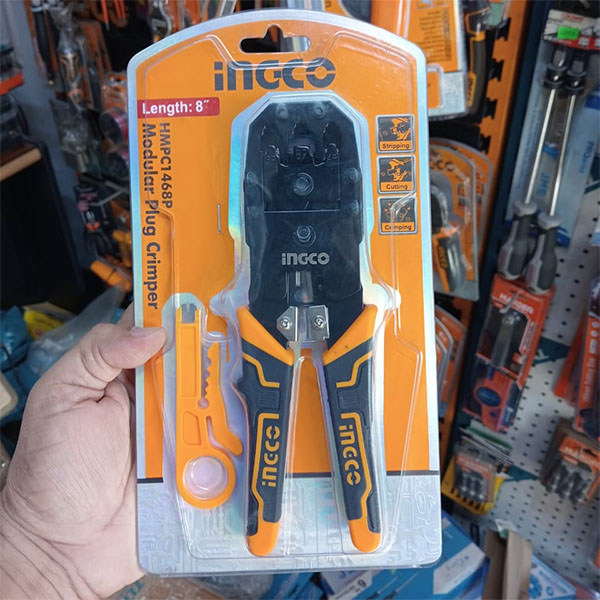 INGCO
Length: 8"
HMPC1468P
Modular Plug Crimper
Stripping
Cutting
Crimping
INGCO
INGCO
INGCO